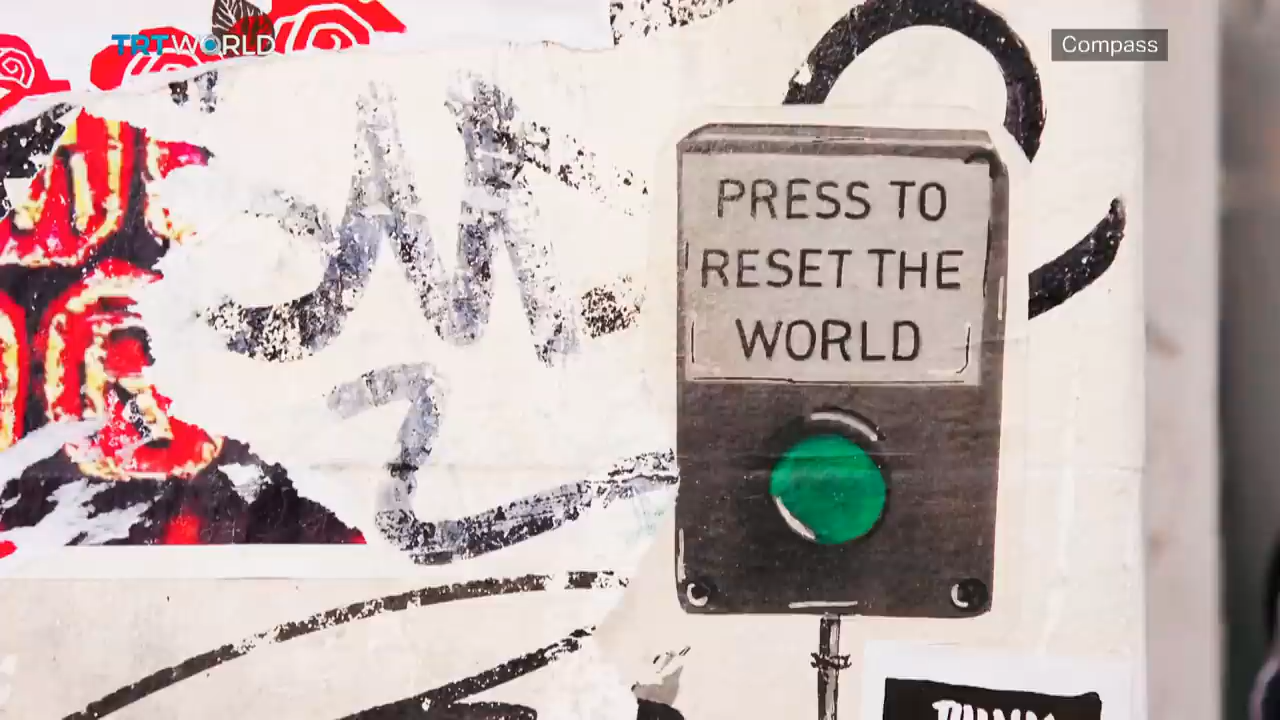 TRT WORLD
Compass
PRESS TO
RESET THE
WORLD